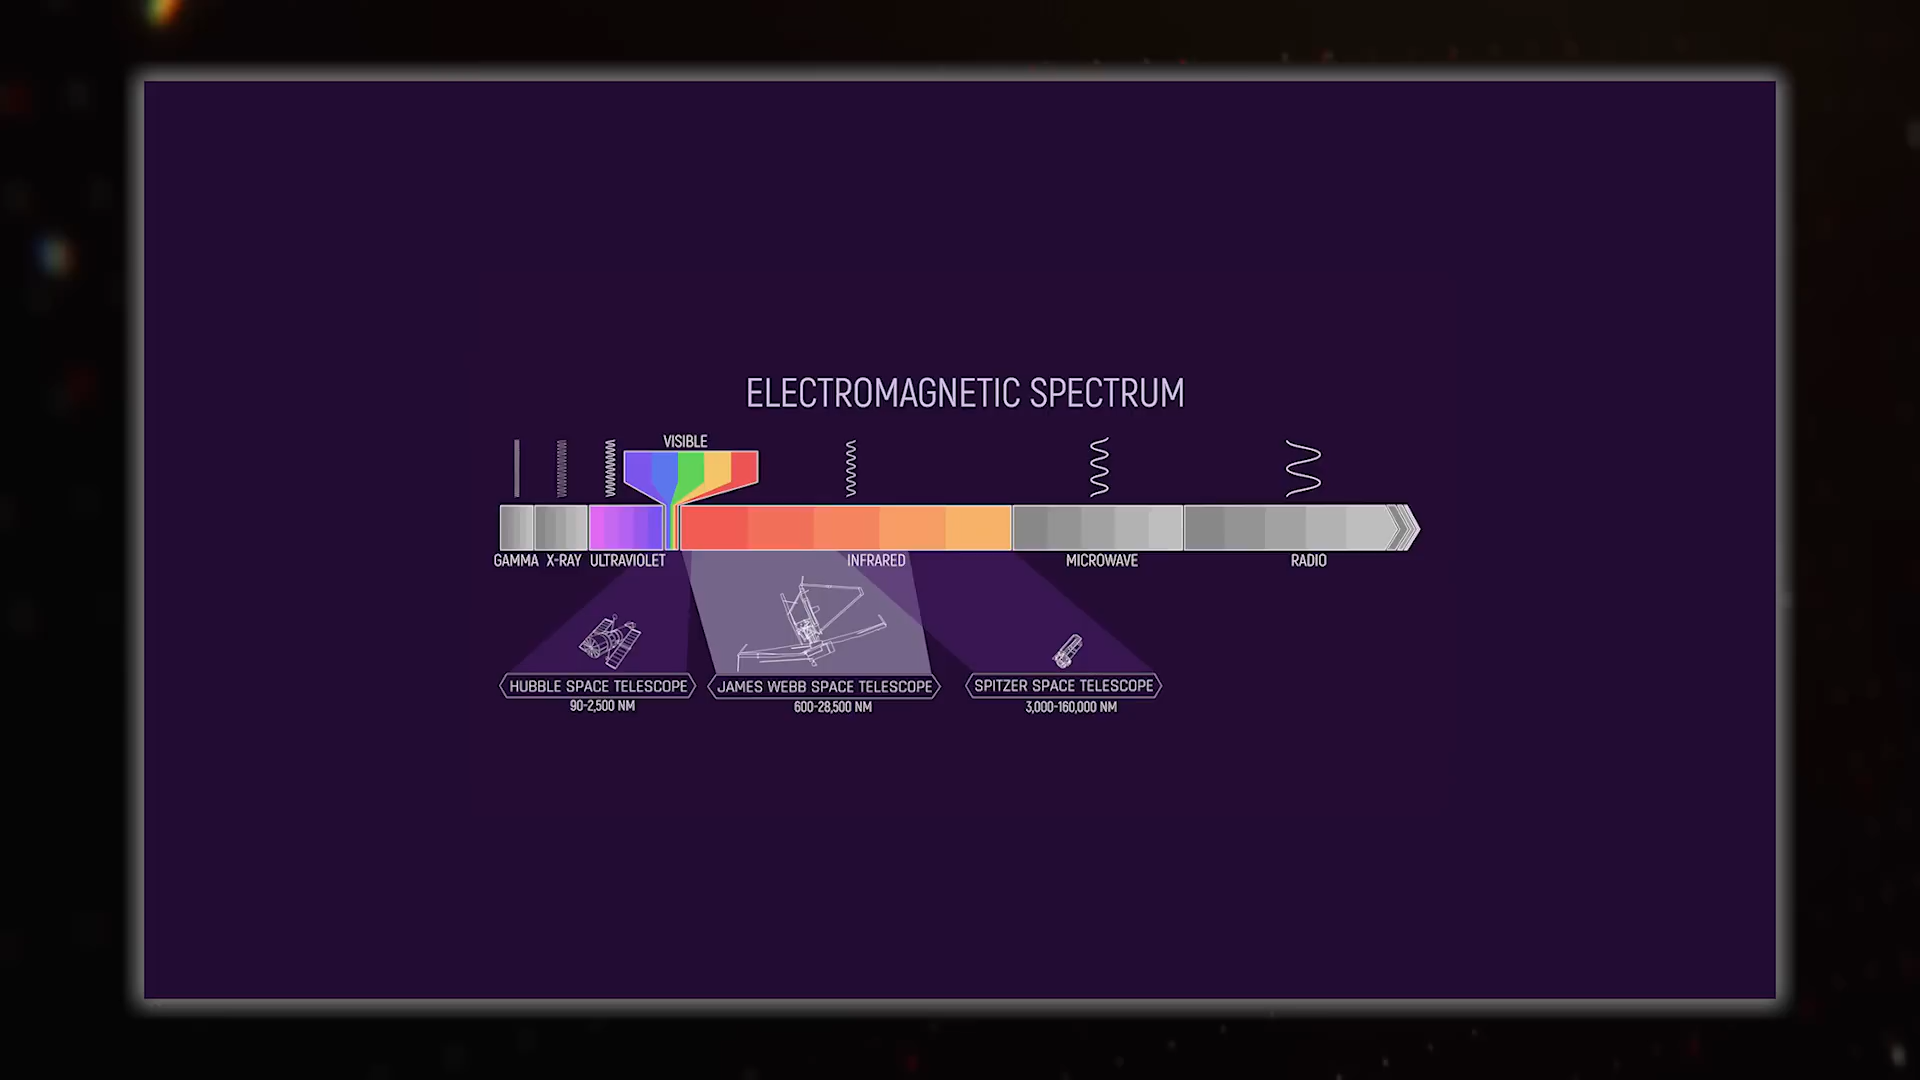 ELECTROMAGNETIC SPECTRUM
VISIBLE
GAMMA X-RAY ULTRAVIOLET INFRARED MICROWAVE RADIO
HUBBLE SPACE TELESCOPE
90-2,500 NM
JAMES WEBB SPACE TELESCOPE
600-28,500 NM
SPITZER SPACE TELESCOPE
3,000-160,000 NM